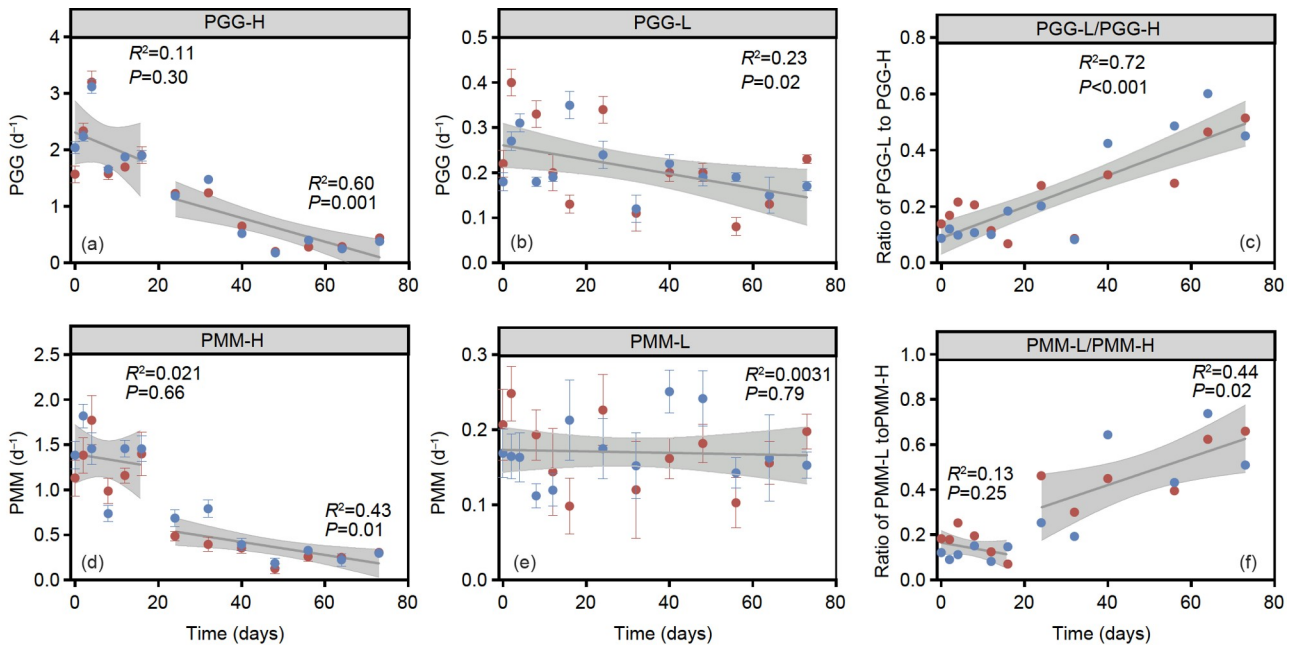 PGG-H
PGG (d⁻¹)
4
3
2
1
0
R²=0.11
P=0.30
R²=0.60
P=0.001
(a)
0 20 40 60 80
PGG-L
PGG (d⁻¹)
0.5
0.4
0.3
0.2
0.1
0.0
R²=0.23
P=0.02
(b)
0 20 40 60 80
PGG-L/PGG-H
Ratio of PGG-L to PGG-H
0.8
0.6
0.4
0.2
0.0
R²=0.72
P<0.001
(c)
0 20 40 60 80
PMM-H
PMM (d⁻¹)
2.5
2.0
1.5
1.0
0.5
0.0
R²=0.021
P=0.66
R²=0.43
P=0.01
(d)
0 20 40 60 80
Time (days)
PMM-L
PMM (d⁻¹)
0.3
0.2
0.1
0.0
R²=0.0031
P=0.79
(e)
0 20 40 60 80
Time (days)
PMM-L/PMM-H
Ratio of PMM-L toPMM-H
1.0
0.8
0.6
0.4
0.2
0.0
R²=0.44
P=0.02
R²=0.13
P=0.25
(f)
0 20 40 60 80
Time (days)